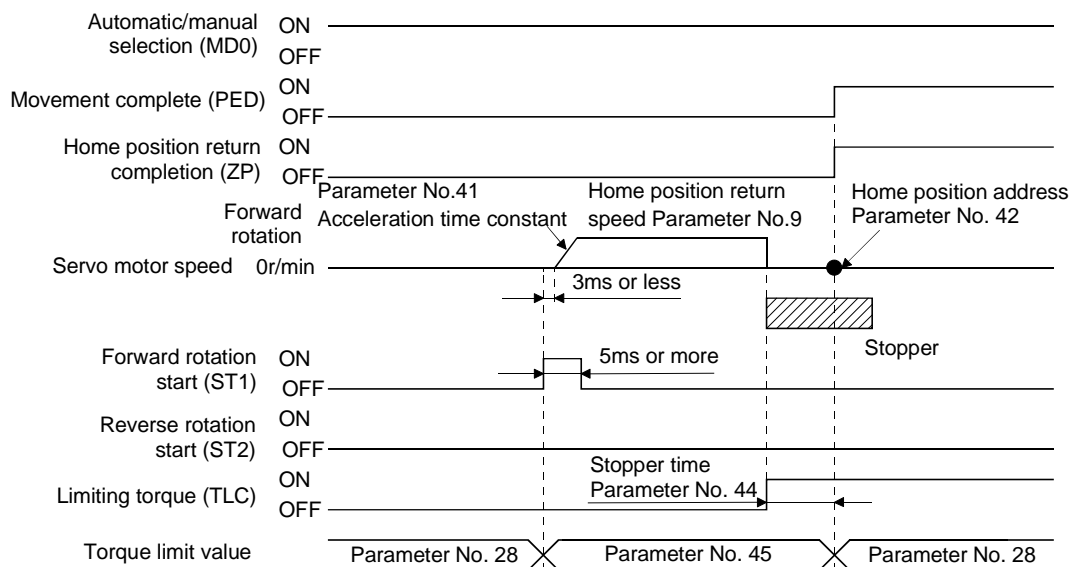 Automatic/manual
selection (MD0)
ON
OFF
Movement complete (PED)
ON
OFF
Home position return
completion (ZP)
ON
OFF
Parameter No.41
Acceleration time constant
Home position return
speed Parameter No.9
Home position address
Parameter No. 42
Forward
rotation
Servo motor speed
0r/min
3ms or less
Stopper
Forward rotation
start (ST1)
ON
OFF
5ms or more
Reverse rotation
start (ST2)
ON
OFF
Stopper time
Parameter No. 44
Limiting torque (TLC)
ON
OFF
Torque limit value
Parameter No. 28
Parameter No. 45
Parameter No. 28